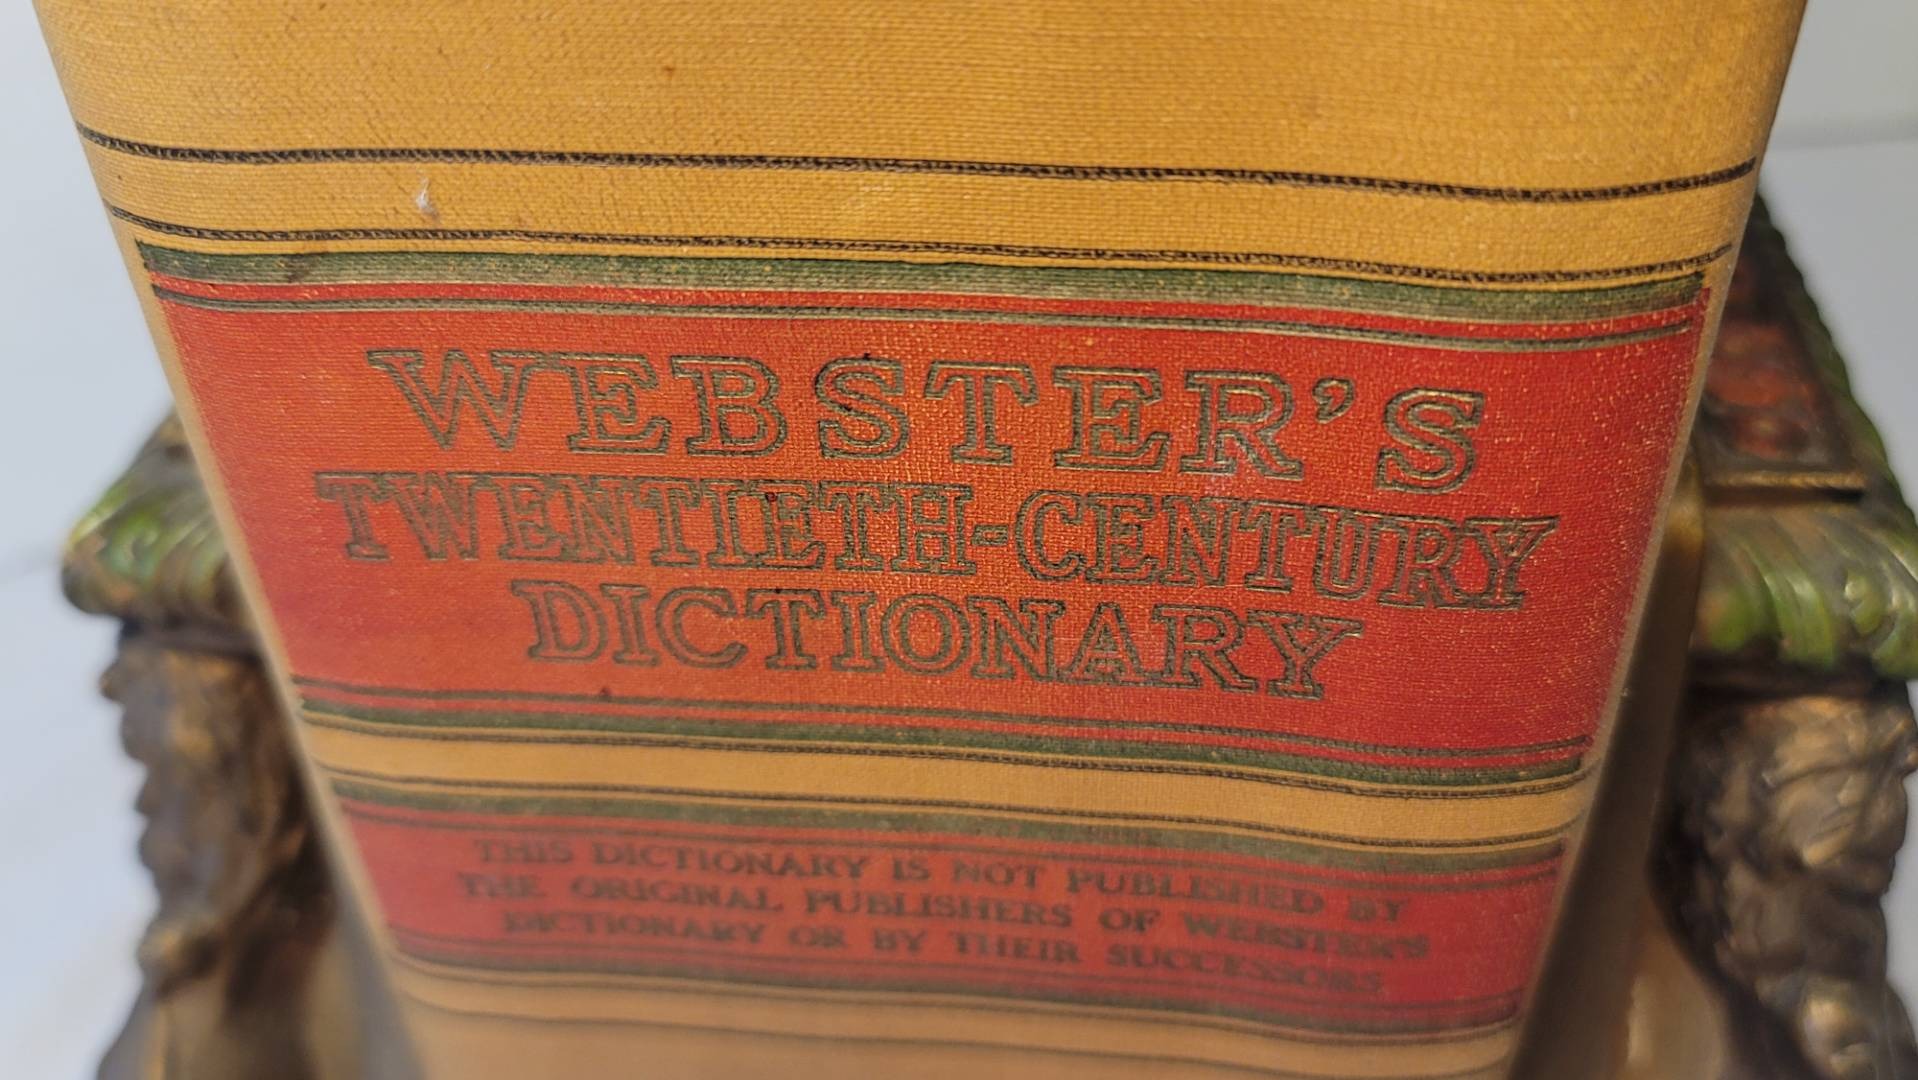 WEBSTER'S
TWENTIETH-CENTURY
DICTIONARY
THIS DICTIONARY IS NOT PUBLISHED BY
THE ORIGINAL PUBLISHERS OF WEBSTER'S
DICTIONARY OR BY THEIR SUCCESSORS